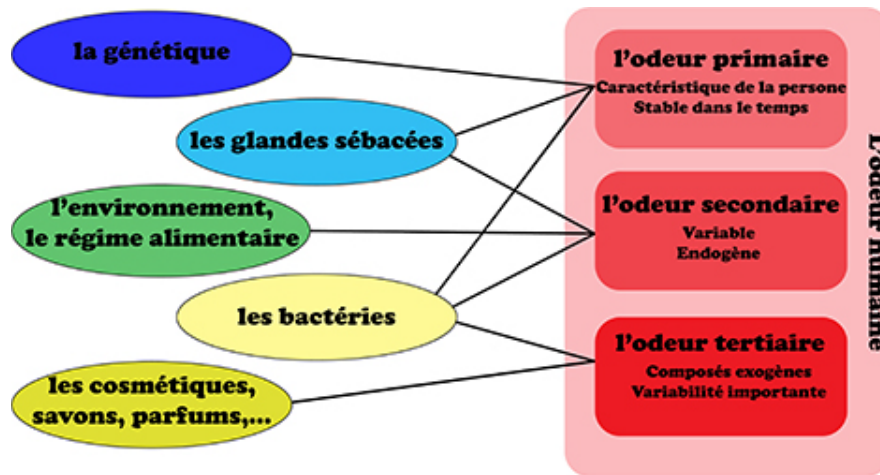 la génétique
les glandes sébacées
l'environnement,
le régime alimentaire
les bactéries
les cosmétiques,
savons, parfums,...
l'odeur primaire
Caractéristique de la persone
Stable dans le temps
l'odeur secondaire
Variable
Endogène
l'odeur tertiaire
Composés exogènes
Variabilité importante
L'odeur humaine